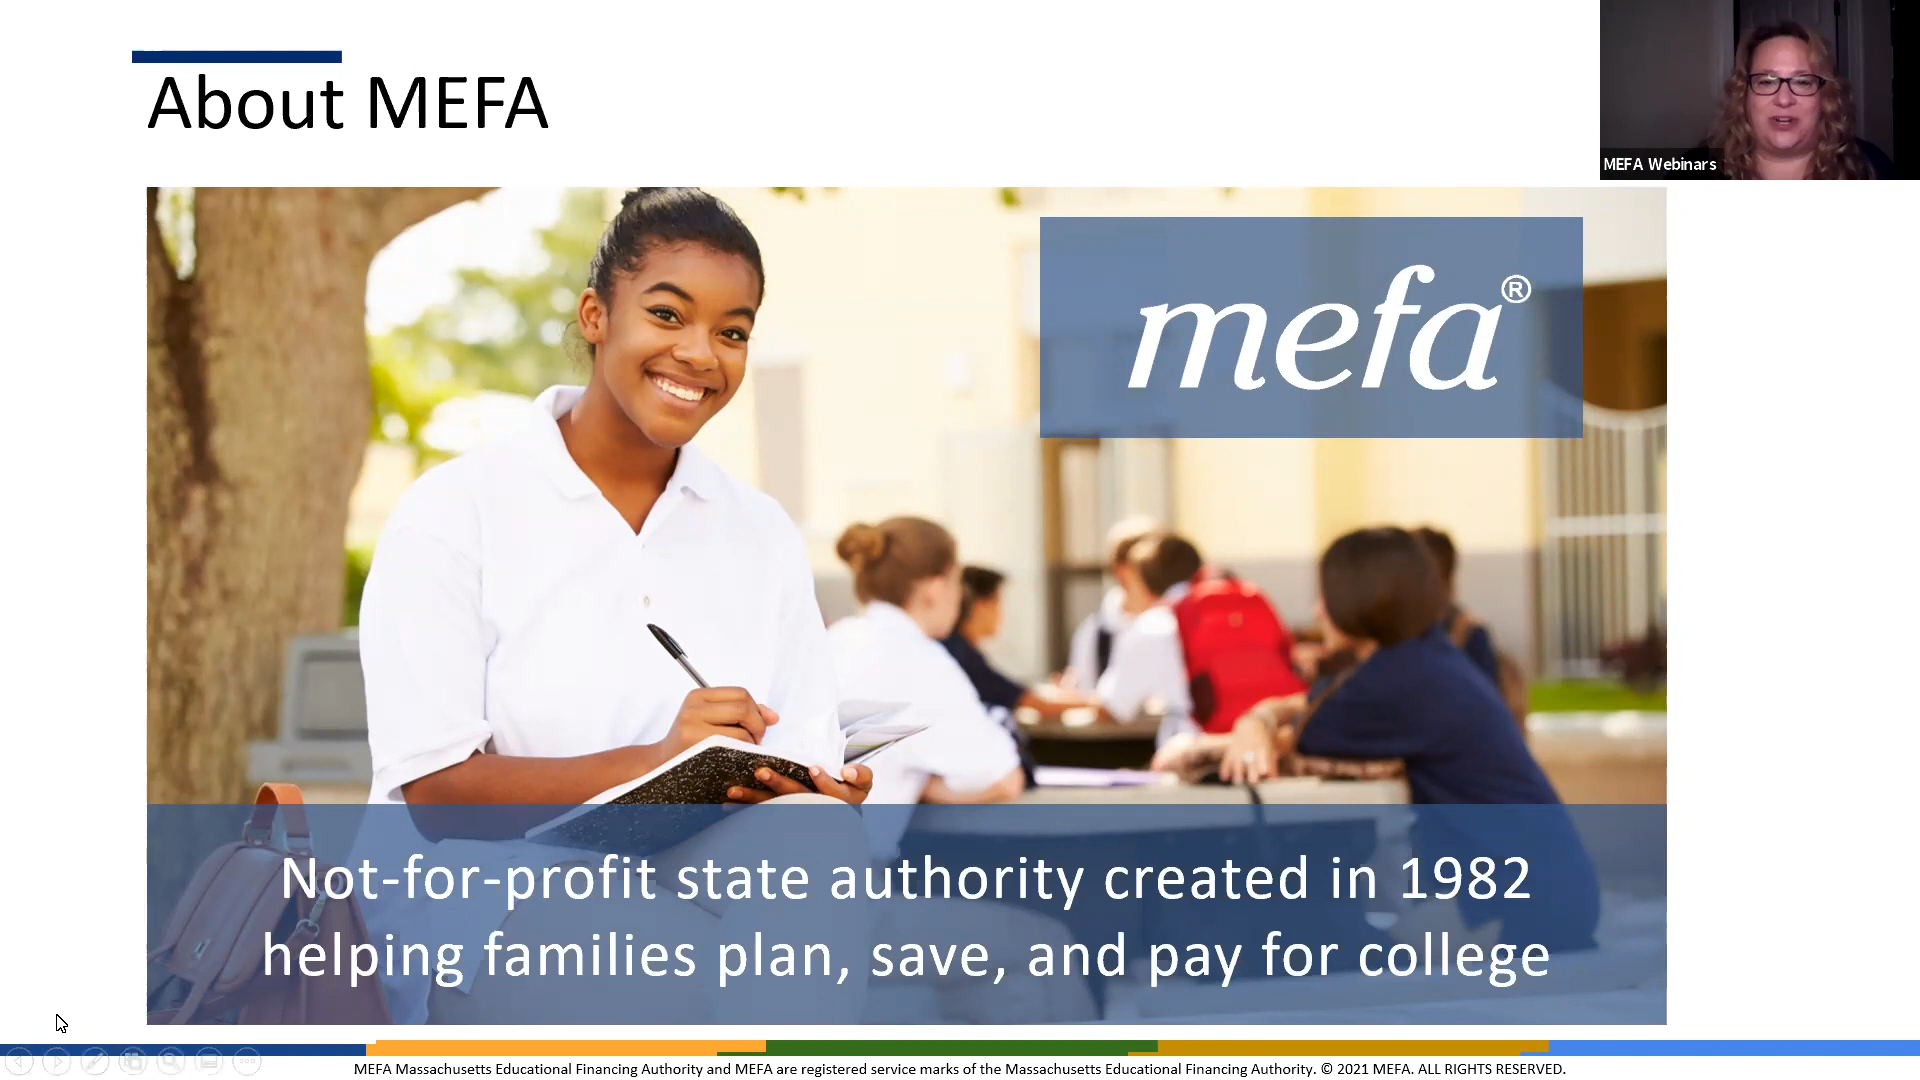 About MEFA
MEFA Webinars
mefa®
Not-for-profit state authority created in 1982
helping families plan, save, and pay for college
MEFA Massachusetts Educational Financing Authority and MEFA are registered service marks of the Massachusetts Educational Financing Authority. © 2021 MEFA. ALL RIGHTS RESERVED.